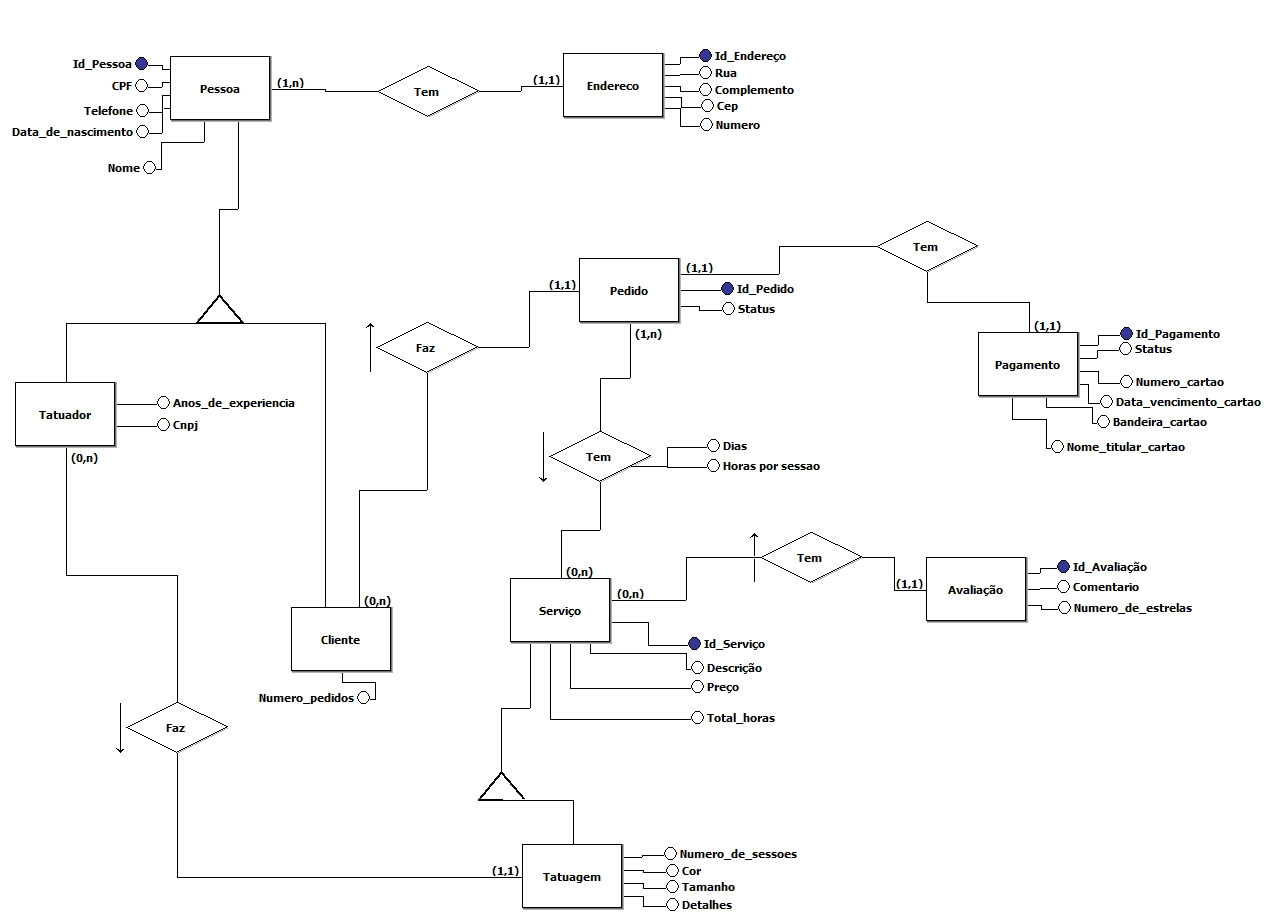 Id_Pessoa
CPF
Telefone
Data_de_nascimento
Nome
Pessoa
(1,n)
Tem
(1,1)
Endereco
Id_Endereço
Rua
Complemento
Cep
Numero
Tem
(1,1)
Pedido
(1,1)
Id_Pedido
Status
(1,n)
Faz
(1,1)
Pagamento
Id_Pagamento
Status
Numero_cartao
Data_vencimento_cartao
Bandeira_cartao
Nome_titular_cartao
Tatuador
Anos_de_experiencia
Cnpj
(0,n)
Tem
Dias
Horas por sessao
(0,n)
Cliente
Numero_pedidos
(0,n)
Serviço
(0,n)
Id_Serviço
Descrição
Preço
Total_horas
Tem
(1,1)
Avaliação
Id_Avaliação
Comentario
Numero_de_estrelas
Faz
(1,1)
Tatuagem
Numero_de_sessoes
Cor
Tamanho
Detalhes